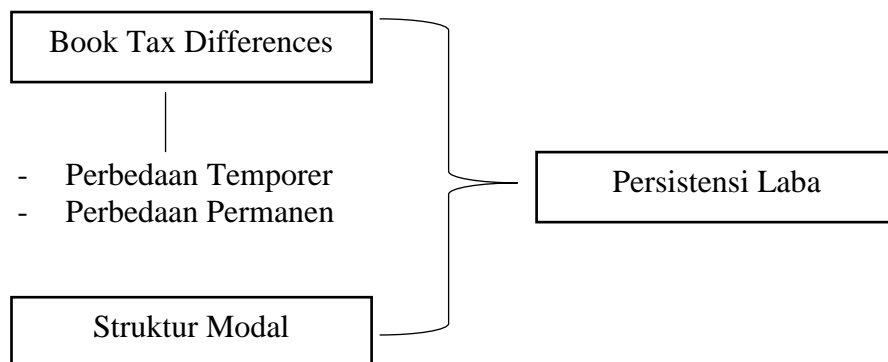 Book Tax Differences
- Perbedaan Temporer
- Perbedaan Permanen
Persistensi Laba
Struktur Modal